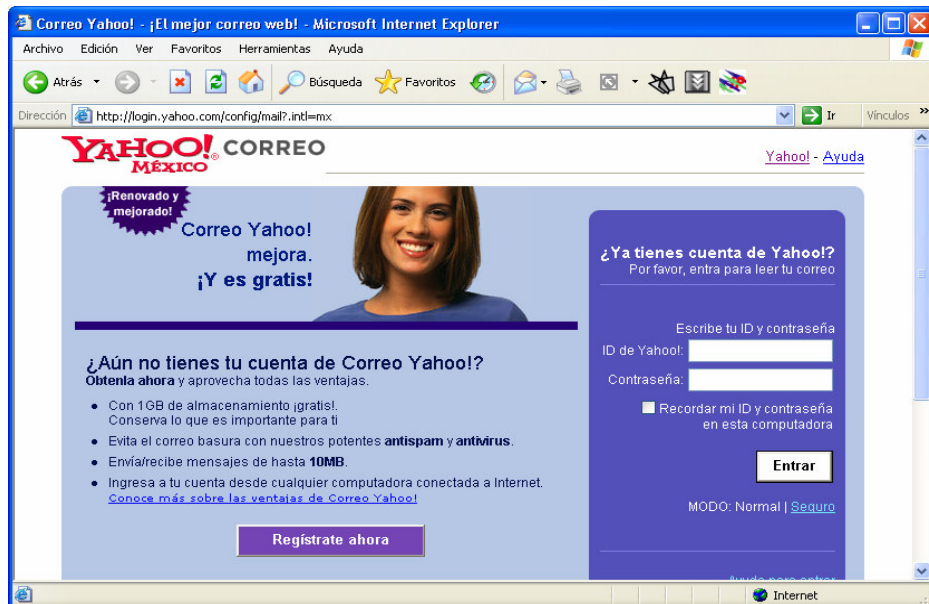 Correo Yahoo! - ¡El mejor correo web! - Microsoft Internet Explorer
Archivo Edición Ver Favoritos Herramientas Ayuda
Atrás Búsqueda Favoritos
Dirección http://login.yahoo.com/config/mail?.intl=mx Ir Vínculos »
YAHOO! MÉXICO CORREO
Yahoo! - Ayuda
¡Renovado y
mejorado!
Correo Yahoo!
mejora.
¡Y es gratis!
¿Aún no tienes tu cuenta de Correo Yahoo!?
Obtenla ahora y aprovecha todas las ventajas.
• Con 1GB de almacenamiento ¡gratis!.
Conserva lo que es importante para ti
• Evita el correo basura con nuestros potentes antispam y antivirus.
• Envía/recibe mensajes de hasta 10MB.
• Ingresa a tu cuenta desde cualquier computadora conectada a Internet.
Conoce más sobre las ventajas de Correo Yahoo!
Regístrate ahora
¿Ya tienes cuenta de Yahoo!?
Por favor, entra para leer tu correo
Escribe tu ID y contraseña
ID de Yahoo!:
Contraseña:
Recordar mi ID y contraseña
en esta computadora
Entrar
MODO: Normal | Seguro
Ayuda para entrar
Internet